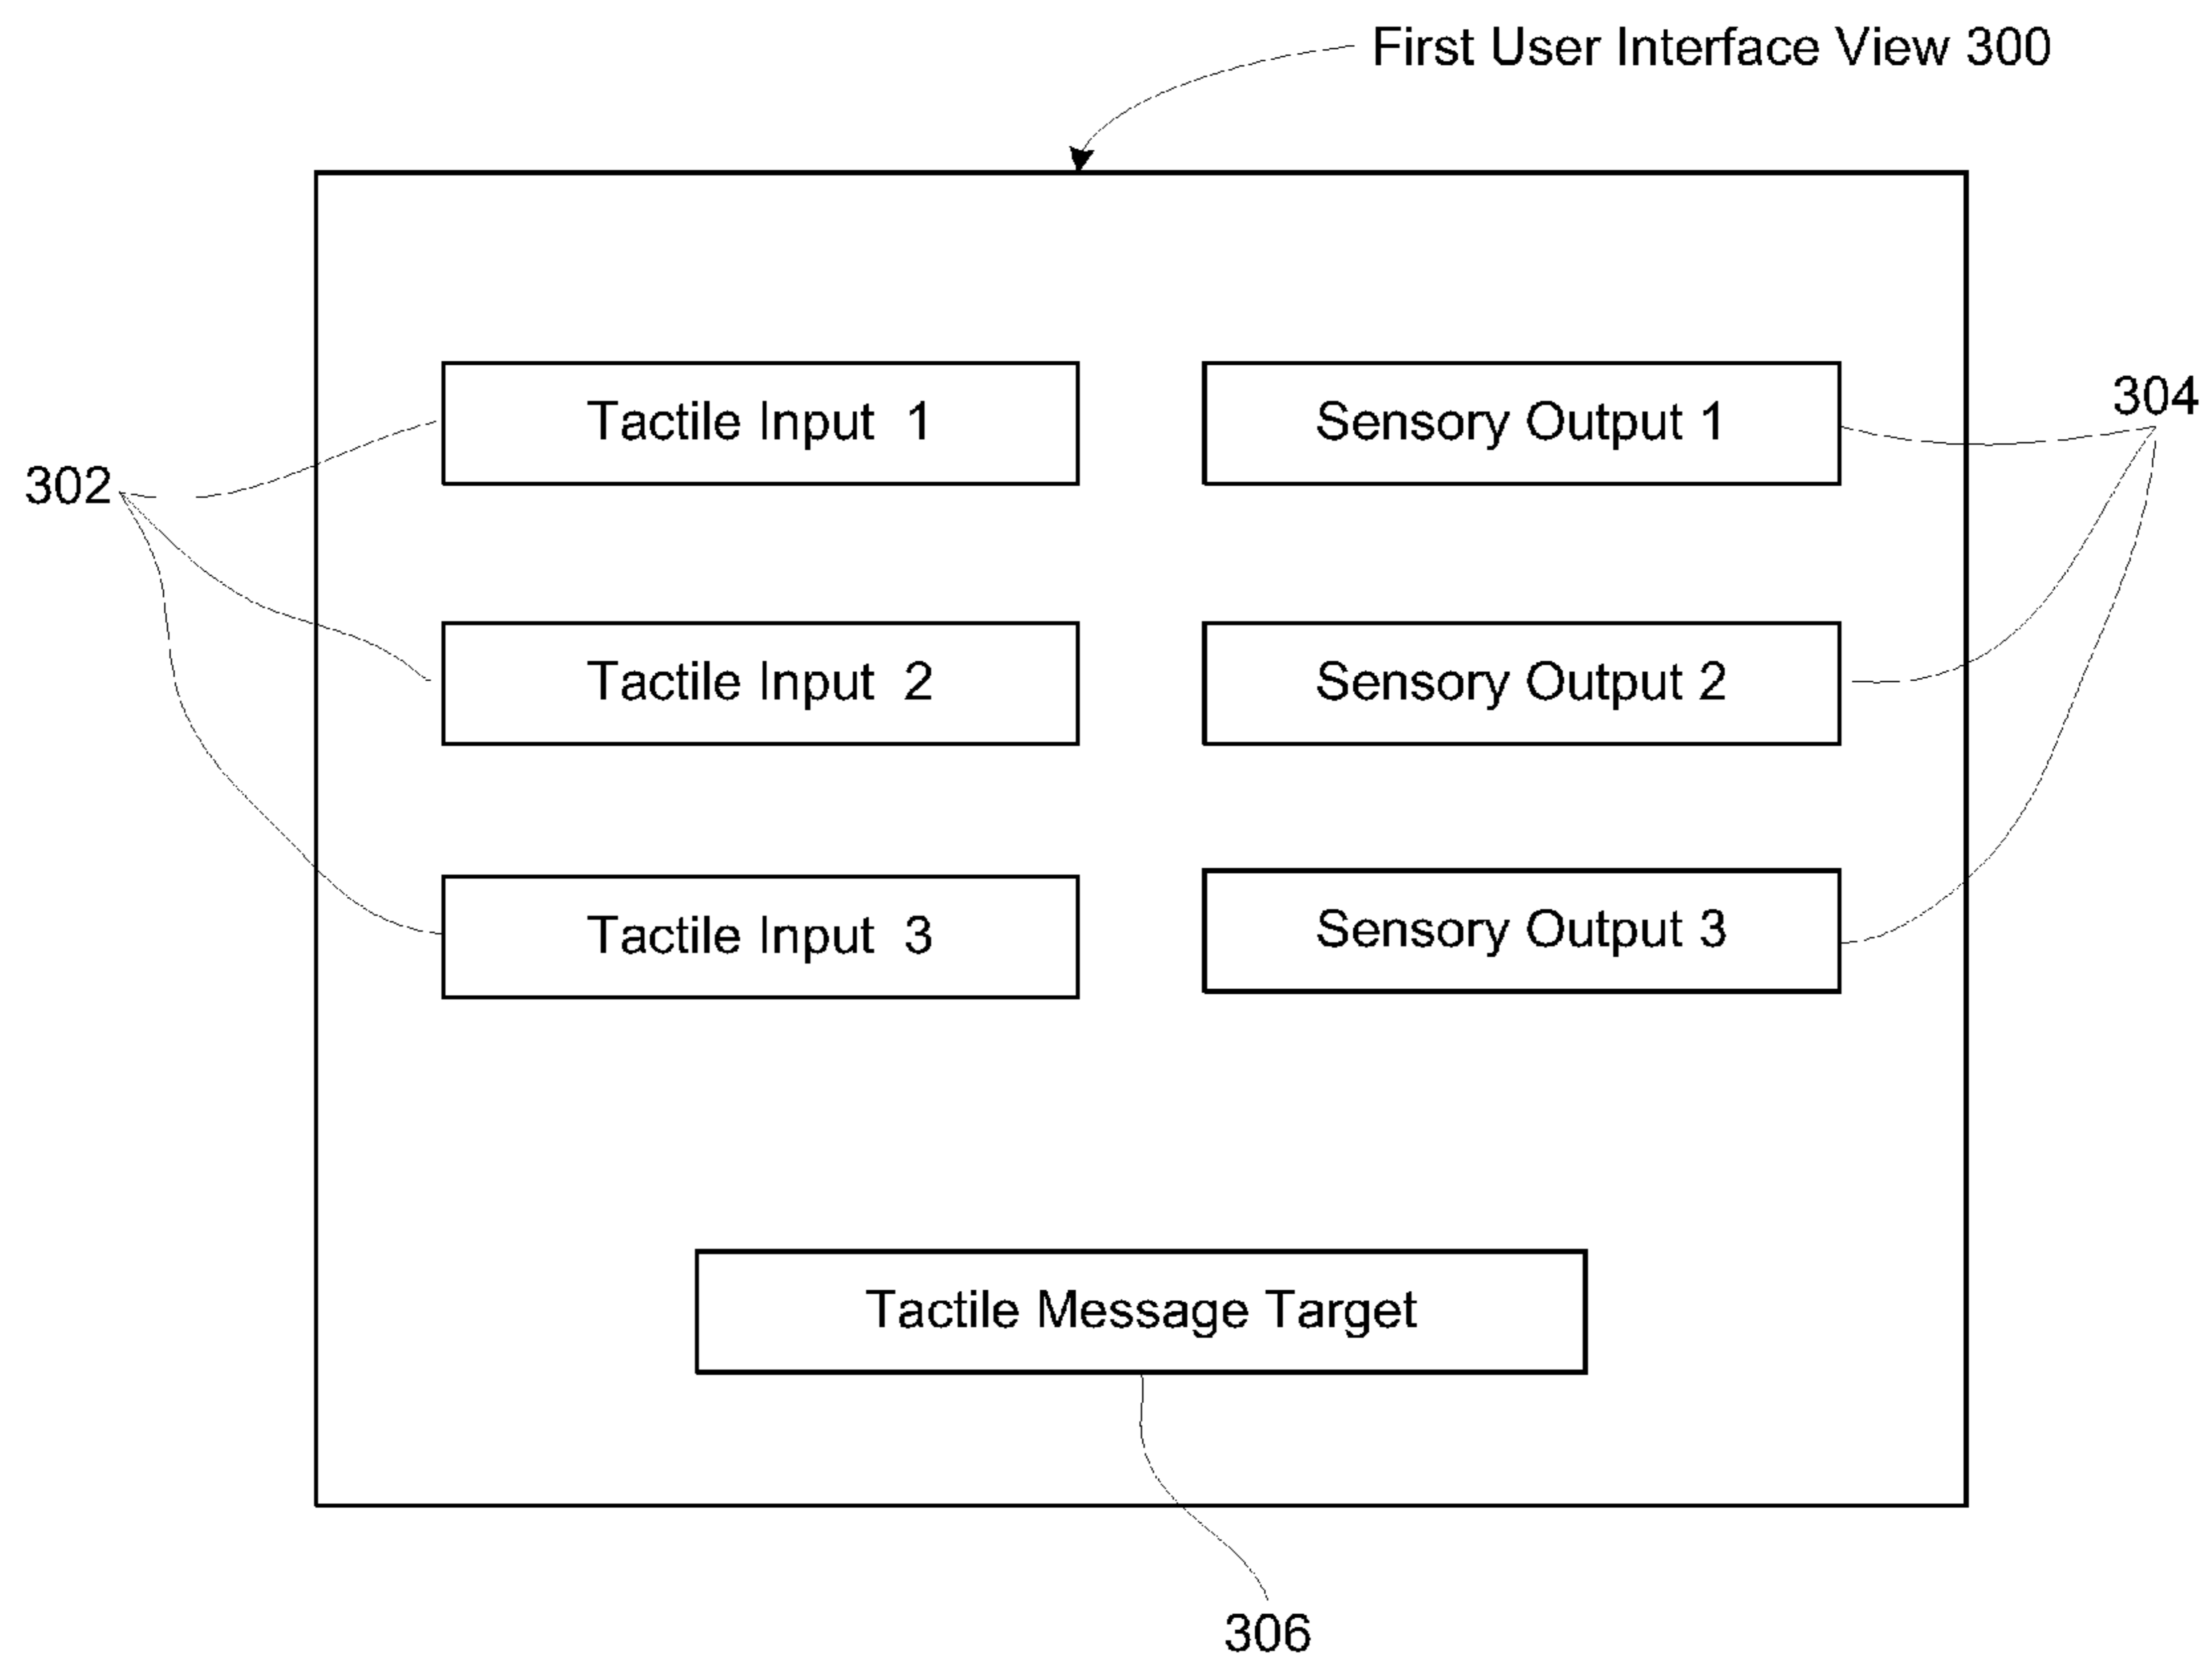 First User Interface View 300
Tactile Input 1
Sensory Output 1
304
302
Tactile Input 2
Sensory Output 2
Tactile Input 3
Sensory Output 3
Tactile Message Target
306